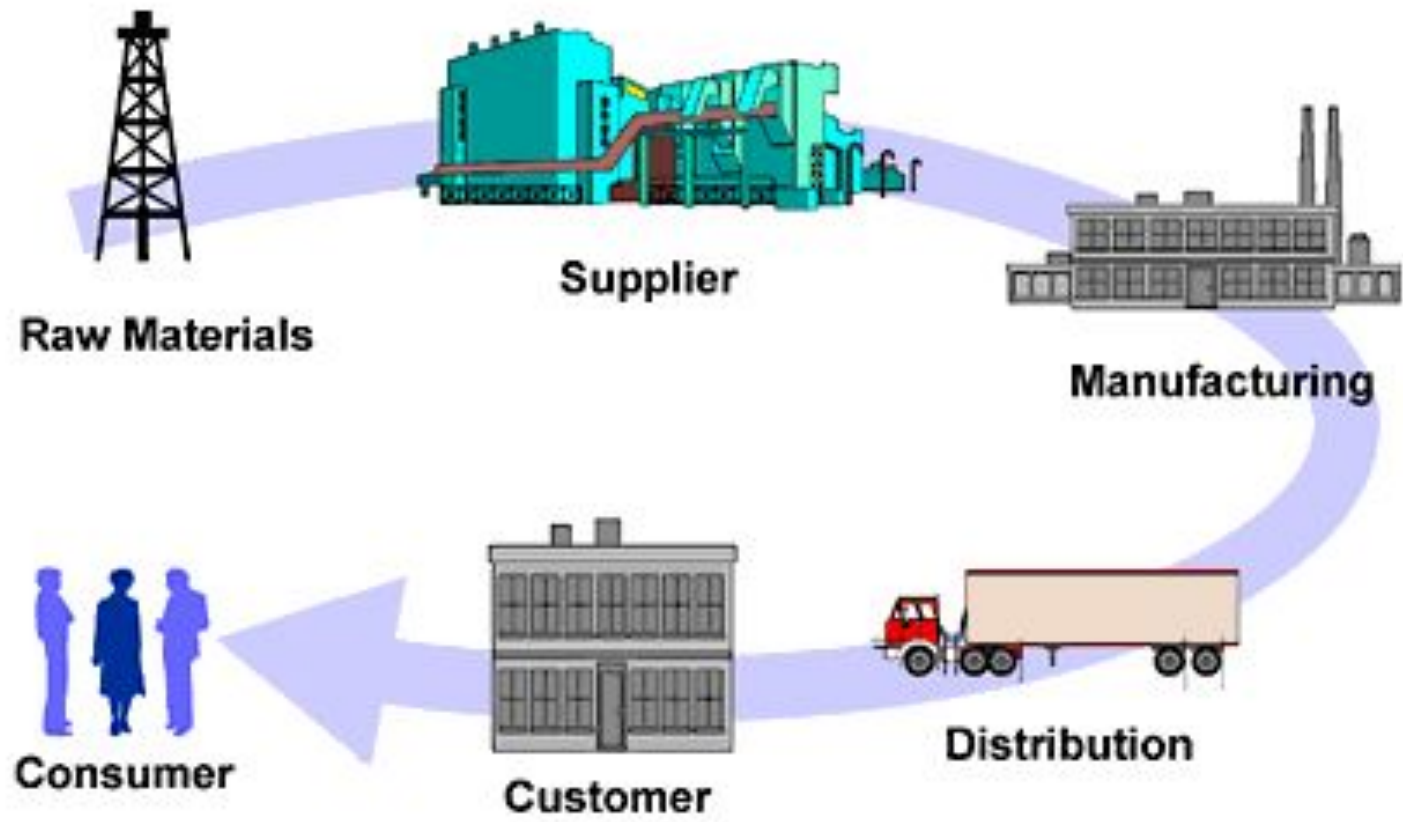 Raw Materials
Supplier
Manufacturing
Distribution
Customer
Consumer